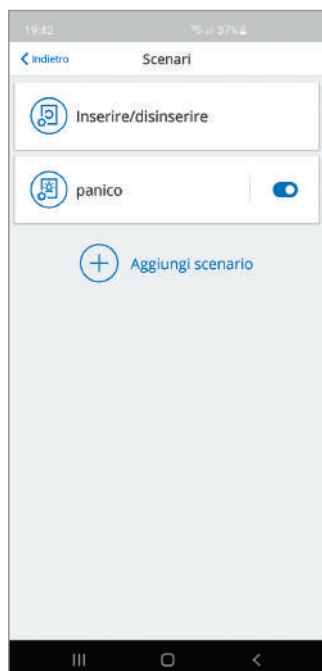 19:42 37%
Indietro Scenari
Inserire/disinserire
panico
Aggiungi scenario